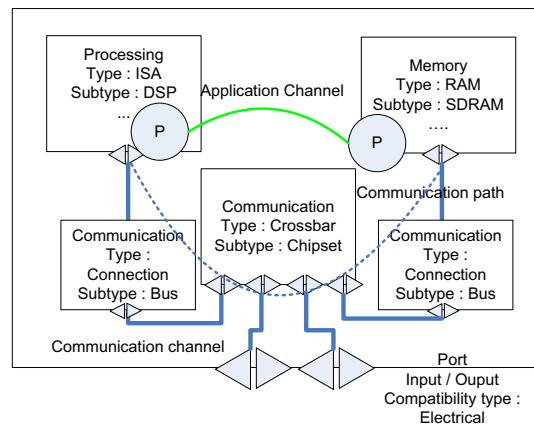 Processing
Type : ISA
Subtype : DSP
...
P
Application Channel
Memory
Type : RAM
Subtype : SDRAM
....
P
Communication
Type : Crossbar
Subtype : Chipset
Communication path
Communication
Type :
Connection
Subtype : Bus
Communication
Type :
Connection
Subtype : Bus
Communication channel
Port
Input / Ouput
Compatibility type :
Electrical